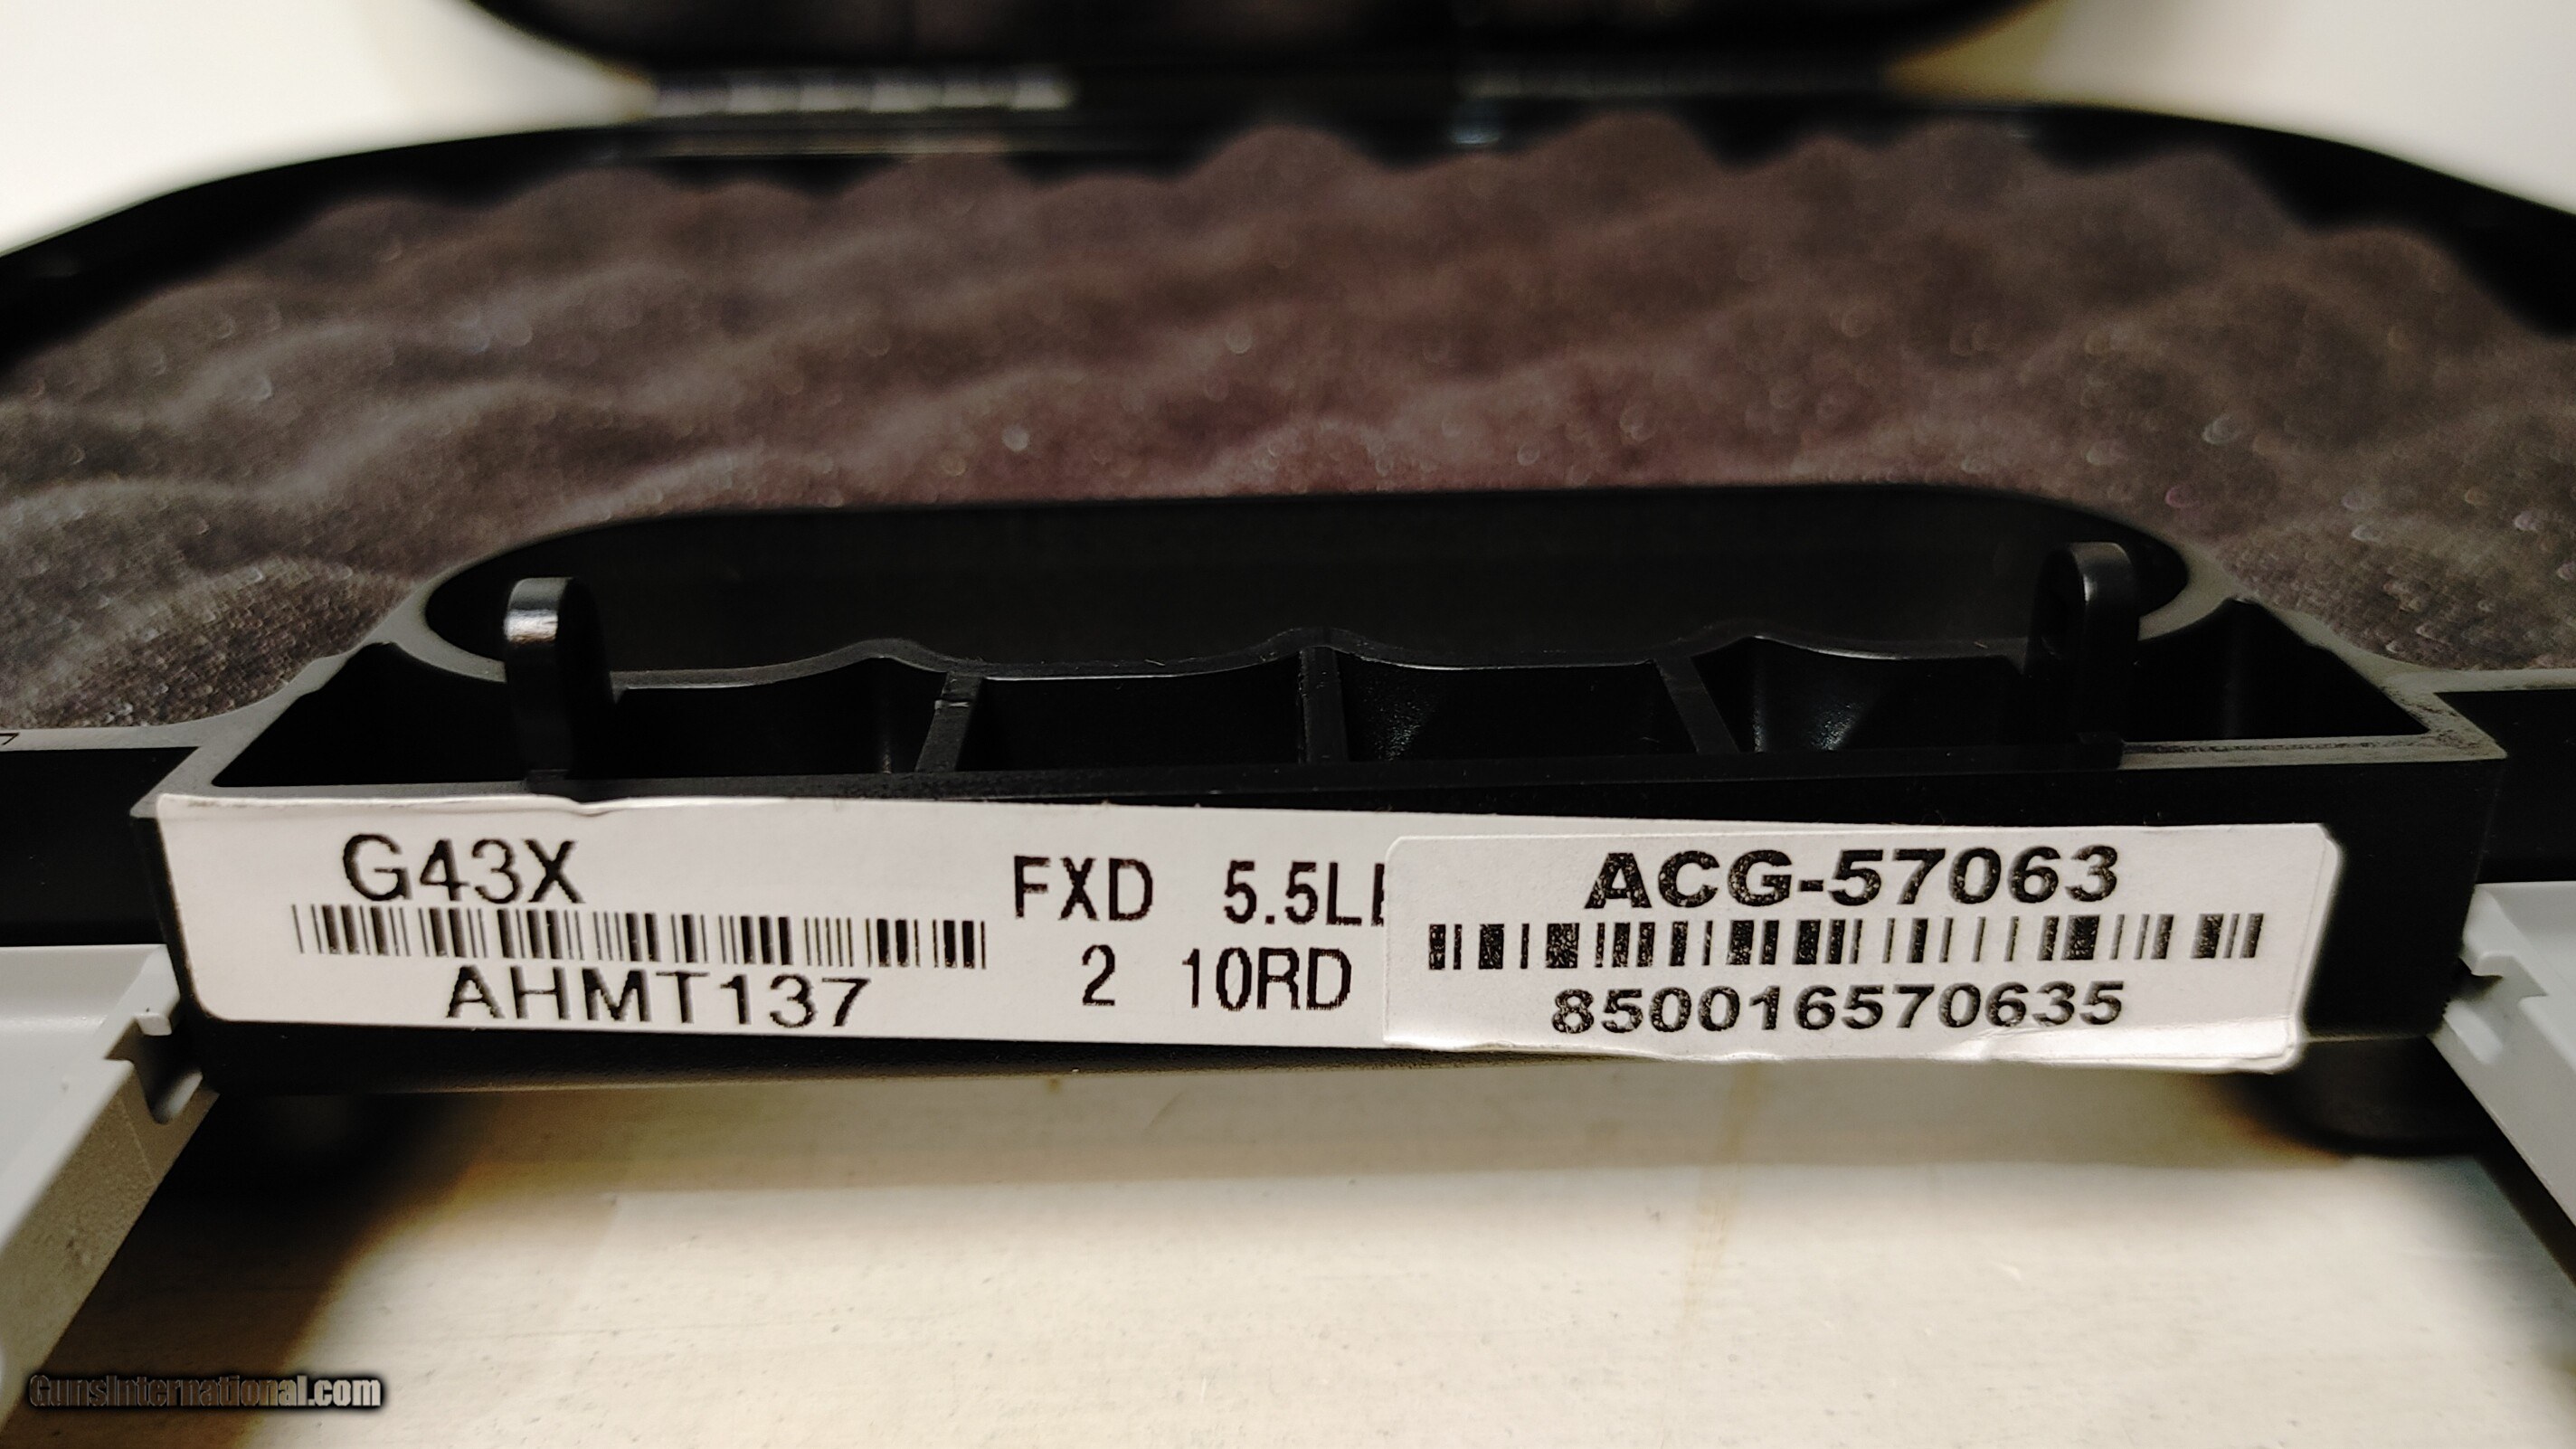 G43X
AHMT137
FXD 5.5L
2 10RD
ACG-57063
850016570635
GunsInternational.com